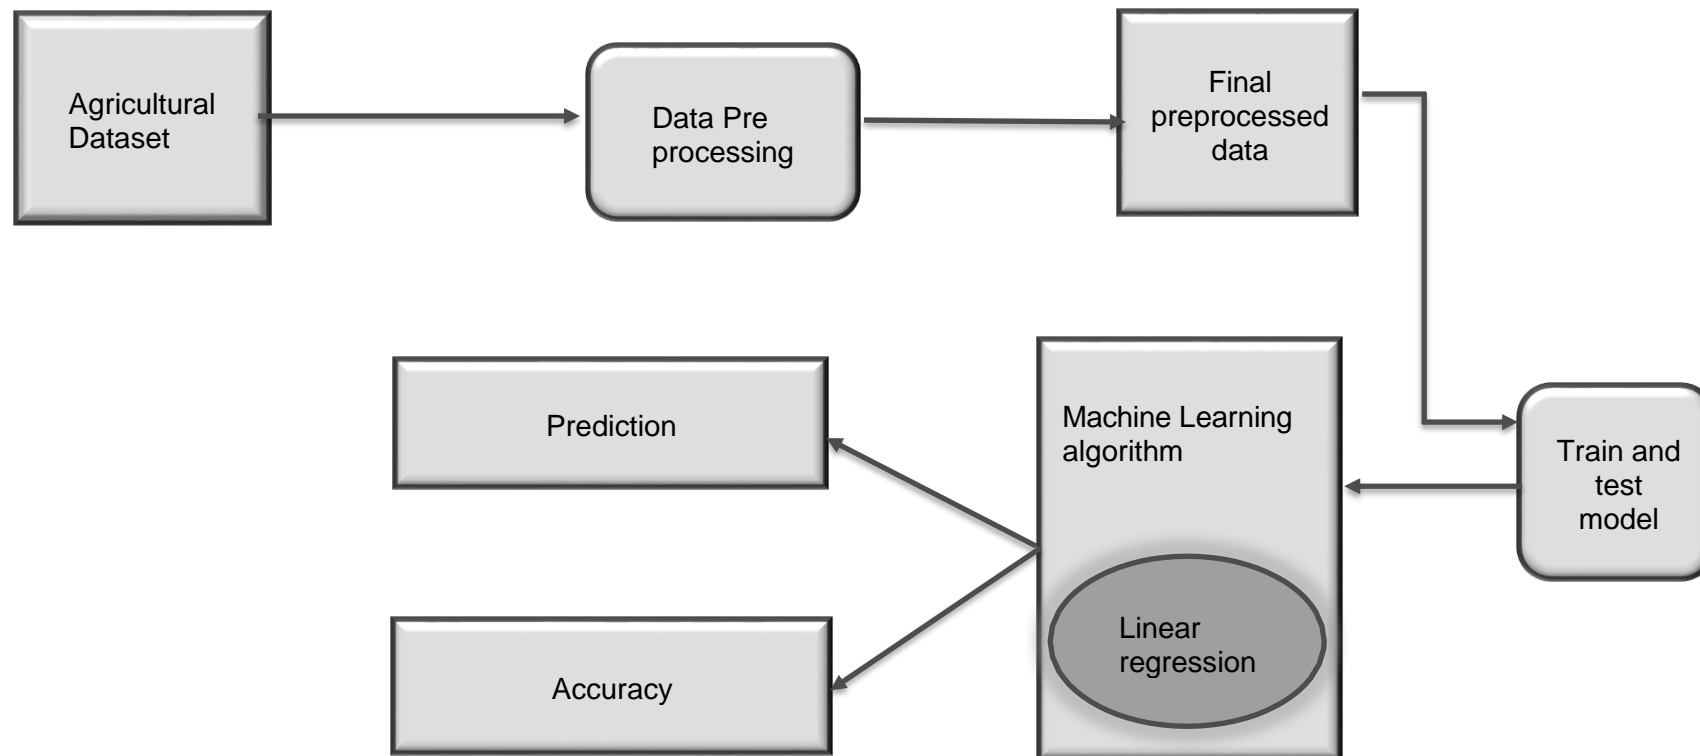 Agricultural
Dataset
Data Pre
processing
Final
preprocessed
data
Prediction
Machine Learning
algorithm
Train and
test
model
Linear
regression
Accuracy